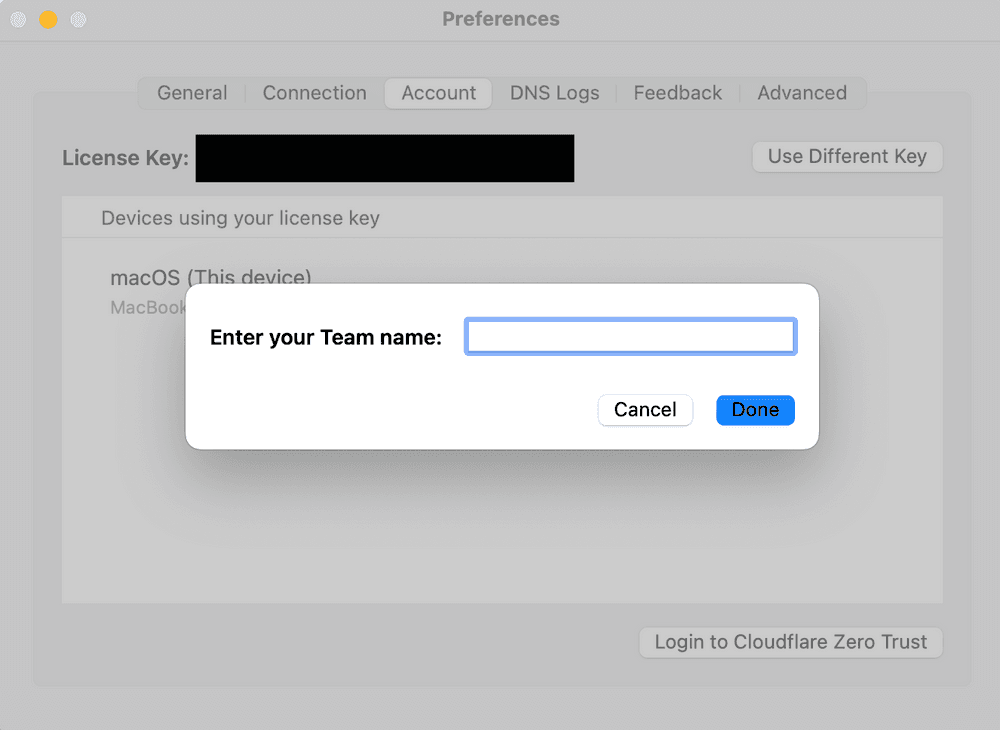 Preferences
General Connection Account DNS Logs Feedback Advanced
License Key:
Use Different Key
Devices using your license key
macOS (This device)
MacBook
Enter your Team name:
Cancel Done
Login to Cloudflare Zero Trust